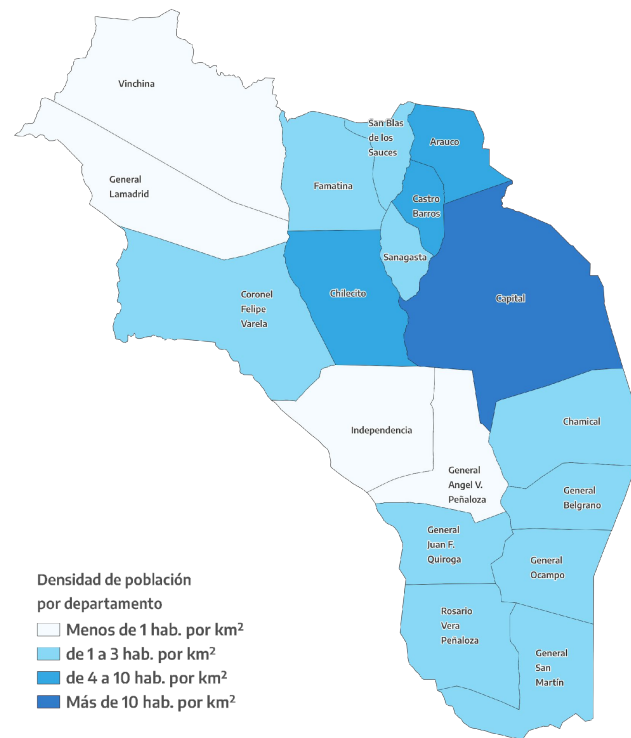 Vinchina
San Blas
de los
Sauces
Arauco
General
Lamadrid
Famatina
Castro
Barros
Sanagasta
Coronel
Felipe
Varela
Chilecito
Capital
Chamical
Independencia
General
Angel V.
Peñaloza
General
Belgrano
General
Juan F.
Quiroga
General
Ocampo
Rosario
Vera
Peñaloza
General
San
Martín
Densidad de población
por departamento
Menos de 1 hab. por km²
de 1 a 3 hab. por km²
de 4 a 10 hab. por km²
Más de 10 hab. por km²